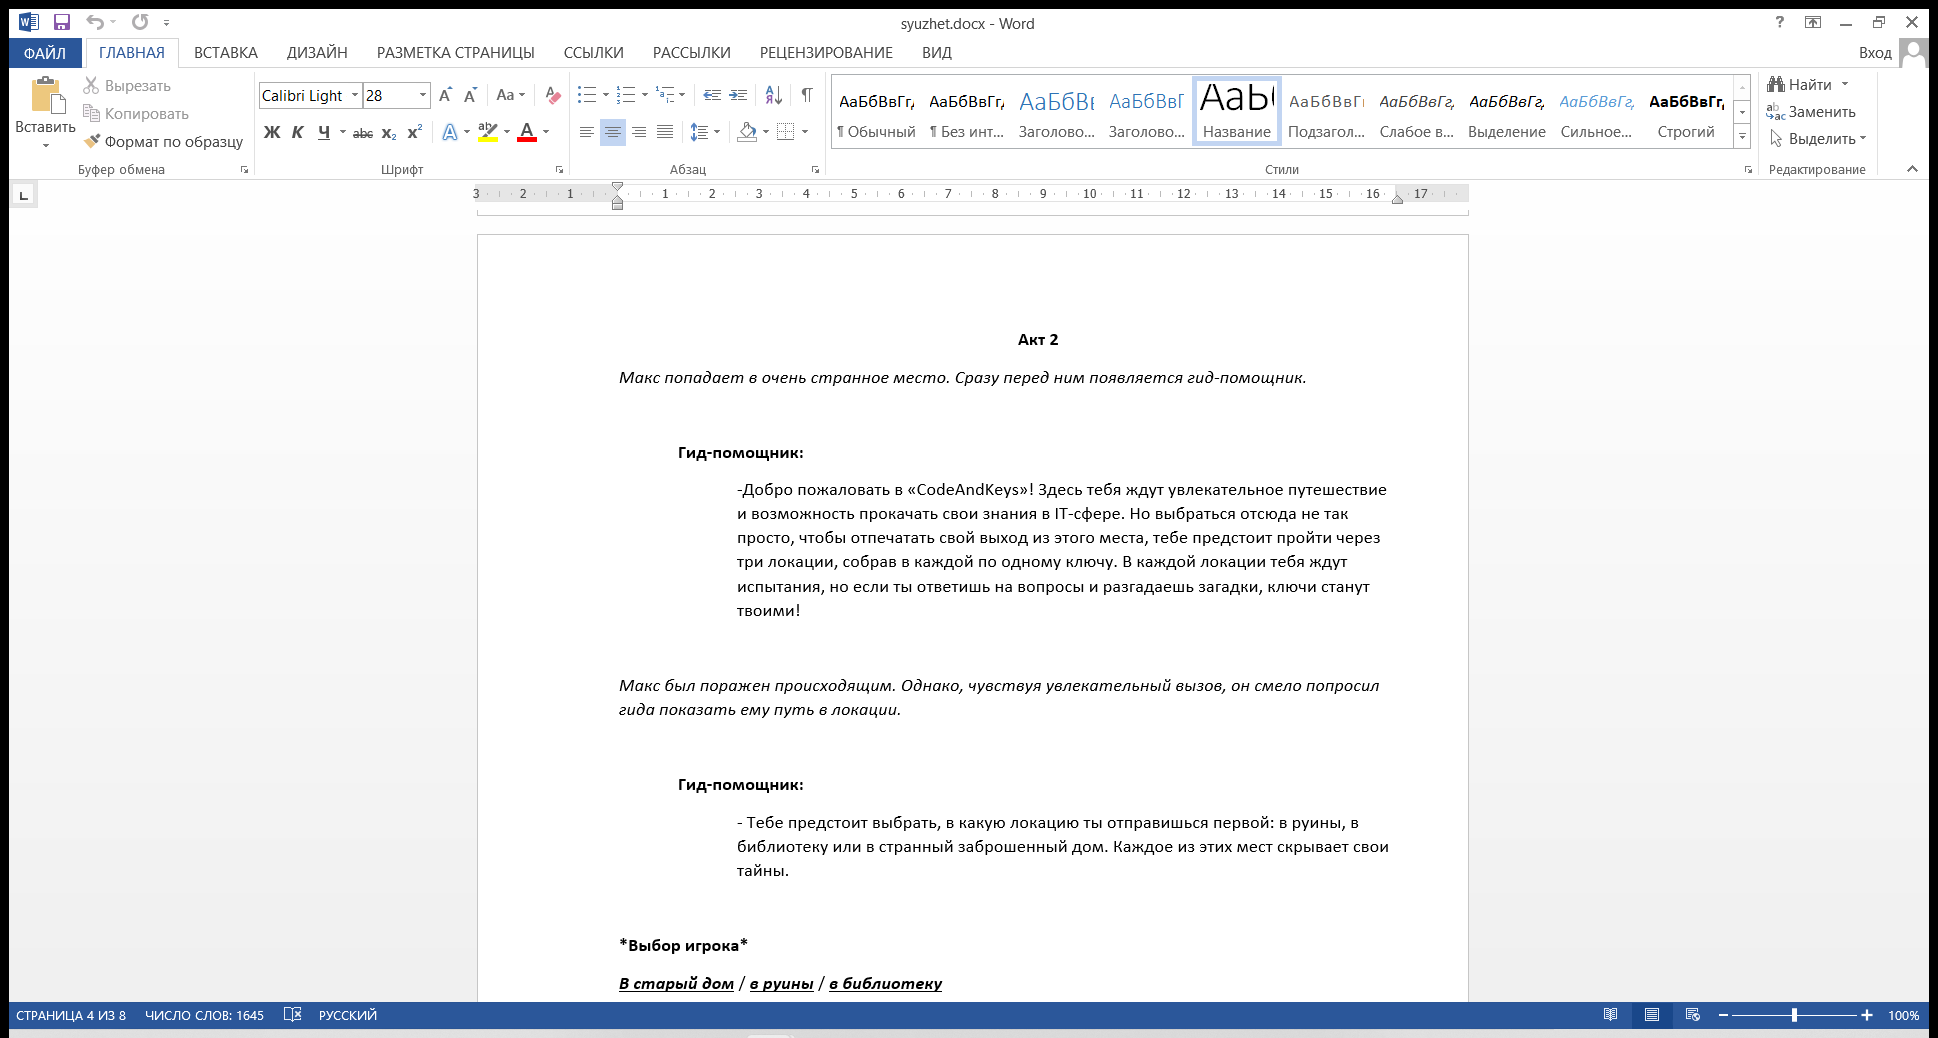 syuzhet.docx - Word
?
ФАЙЛ ГЛАВНАЯ ВСТАВКА ДИЗАЙН РАЗМЕТКА СТРАНИЦЫ ССЫЛКИ РАССЫЛКИ РЕЦЕНЗИРОВАНИЕ ВИД Вход
Вставить
Вырезать
Копировать
Формат по образцу
Буфер обмена
Calibri Light 28
Ж К Ч abc x₂ x²
Шрифт
Абзац
АаБбВвГг, АаБбВвГг, АаБбВв АаБбВвГ АаБ АаБбВвГг АаБбВвГг, АаБбВвГг, АаБбВвГг, АаБбВвГг,
¶ Обычный ¶ Без инт... Заголово... Заголово... Название Подзагол... Слабое в... Выделение Сильное... Строгий
Стили
Найти
Заменить
Выделить
Редактирование
3 2 1 1 2 3 4 5 6 7 8 9 10 11 12 13 14 15 16 17
Акт 2
Макс попадает в очень странное место. Сразу перед ним появляется гид-помощник.
Гид-помощник:
-Добро пожаловать в «CodeAndKeys»! Здесь тебя ждут увлекательное путешествие
и возможность прокачать свои знания в IT-сфере. Но выбраться отсюда не так
просто, чтобы отпечатать свой выход из этого места, тебе предстоит пройти через
три локации, собрав в каждой по одному ключу. В каждой локации тебя ждут
испытания, но если ты ответишь на вопросы и разгадаешь загадки, ключи станут
твоими!
Макс был поражен происходящим. Однако, чувствуя увлекательный вызов, он смело попросил
гида показать ему путь в локации.
Гид-помощник:
- Тебе предстоит выбрать, в какую локацию ты отправишься первой: в руины, в
библиотеку или в странный заброшенный дом. Каждое из этих мест скрывает свои
тайны.
*Выбор игрока*
В старый дом / в руины / в библиотеку
СТРАНИЦА 4 ИЗ 8 ЧИСЛО СЛОВ: 1645 РУССКИЙ 100%